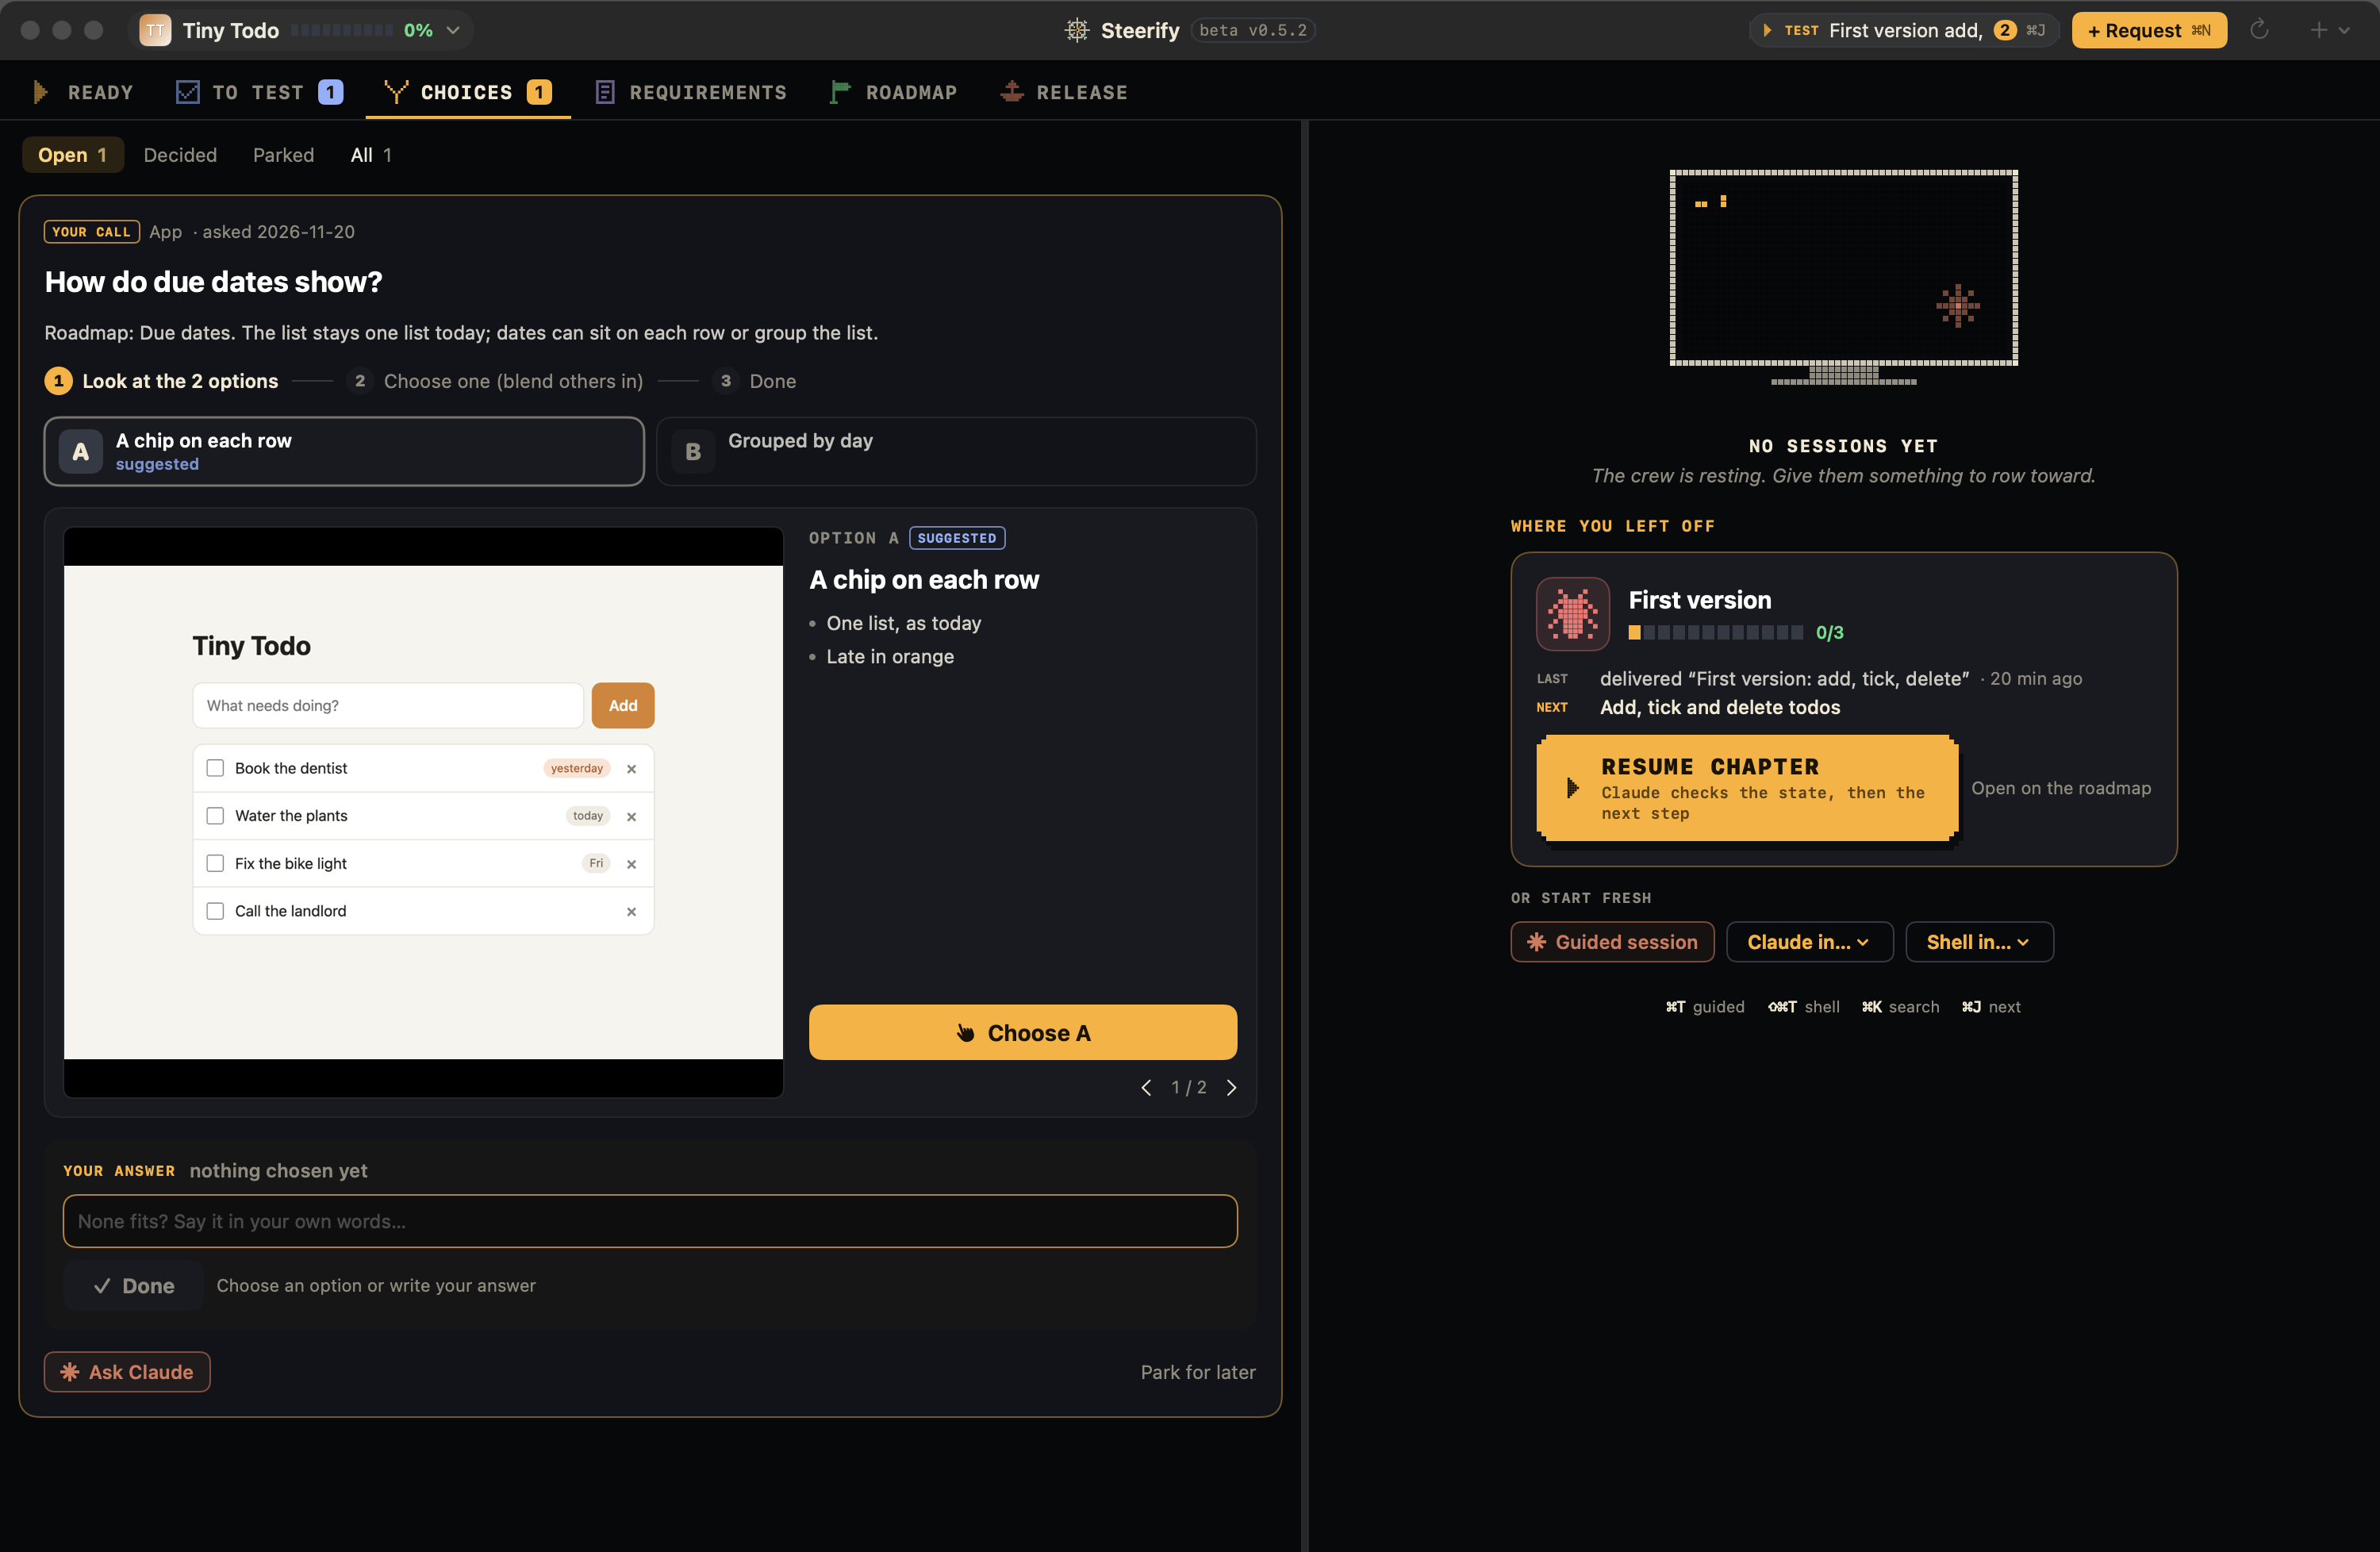 TT Tiny Todo 0%
Steerify beta v0.5.2
TEST First version add, 2 ⌘J
+ Request ⌘N
READY
TO TEST 1
CHOICES 1
REQUIREMENTS
ROADMAP
RELEASE
Open 1
Decided
Parked
All 1
YOUR CALL App · asked 2026-11-20
How do due dates show?
Roadmap: Due dates. The list stays one list today; dates can sit on each row or group the list.
1 Look at the 2 options
2 Choose one (blend others in)
3 Done
A A chip on each row
suggested
B Grouped by day
Tiny Todo
What needs doing?
Add
Book the dentist yesterday ×
Water the plants today ×
Fix the bike light Fri ×
Call the landlord ×
OPTION A SUGGESTED
A chip on each row
• One list, as today
• Late in orange
Choose A
1 / 2
YOUR ANSWER nothing chosen yet
None fits? Say it in your own words...
Done
Choose an option or write your answer
Ask Claude
Park for later
NO SESSIONS YET
The crew is resting. Give them something to row toward.
WHERE YOU LEFT OFF
First version
0/3
LAST delivered “First version: add, tick, delete” · 20 min ago
NEXT Add, tick and delete todos
RESUME CHAPTER
Claude checks the state, then the
next step
Open on the roadmap
OR START FRESH
Guided session
Claude in...
Shell in...
⌘T guided ⇧⌘T shell ⌘K search ⌘J next